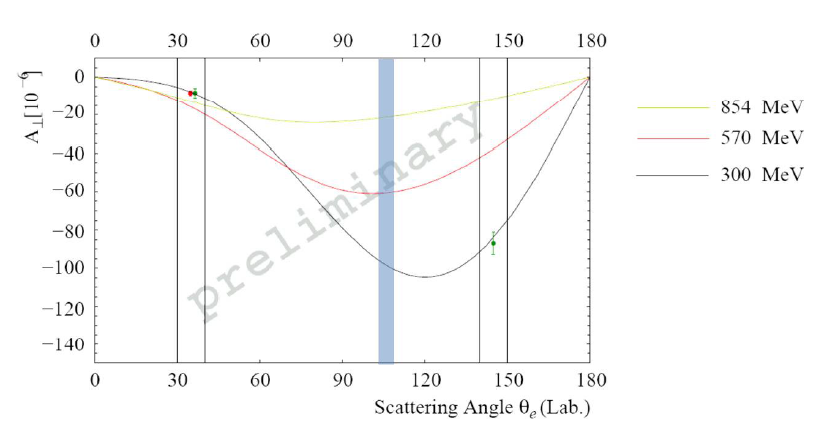 0 30 60 90 120 150 180
A⊥[10 −6]
0
−20
−40
−60
−80
−100
−120
−140
preliminary
854 MeV
570 MeV
300 MeV
0 30 60 90 120 150 180
Scattering Angle θe (Lab.)